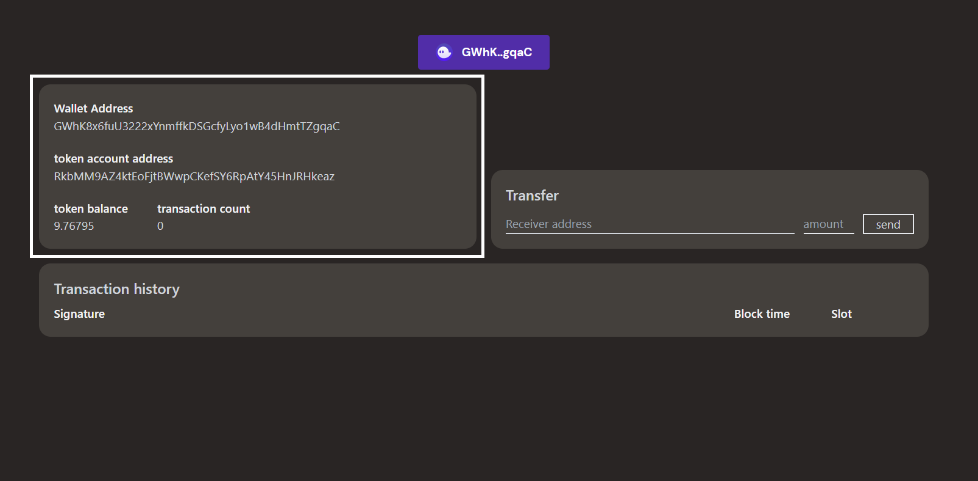 GWhK..gqaC
Wallet Address
GWhK8x6fuU3222xYnmffkDSGcfyLyo1wB4dHmtTZgqaC
token account address
RkbMM9AZ4ktEoFjtBWwpCKefSY6RpAtY45HnJRHkeaz
token balance transaction count
9.76795 0
Transfer
Receiver address amount send
Transaction history
Signature Block time Slot